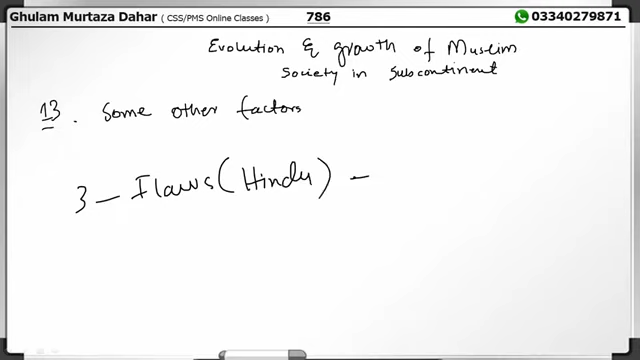 Ghulam Murtaza Dahar ( CSS/PMS Online Classes ) 786 03340279871
Evolution & growth of Muslim
Society in Subcontinent
13. Some other factors
3 — Flaws (Hindu) —